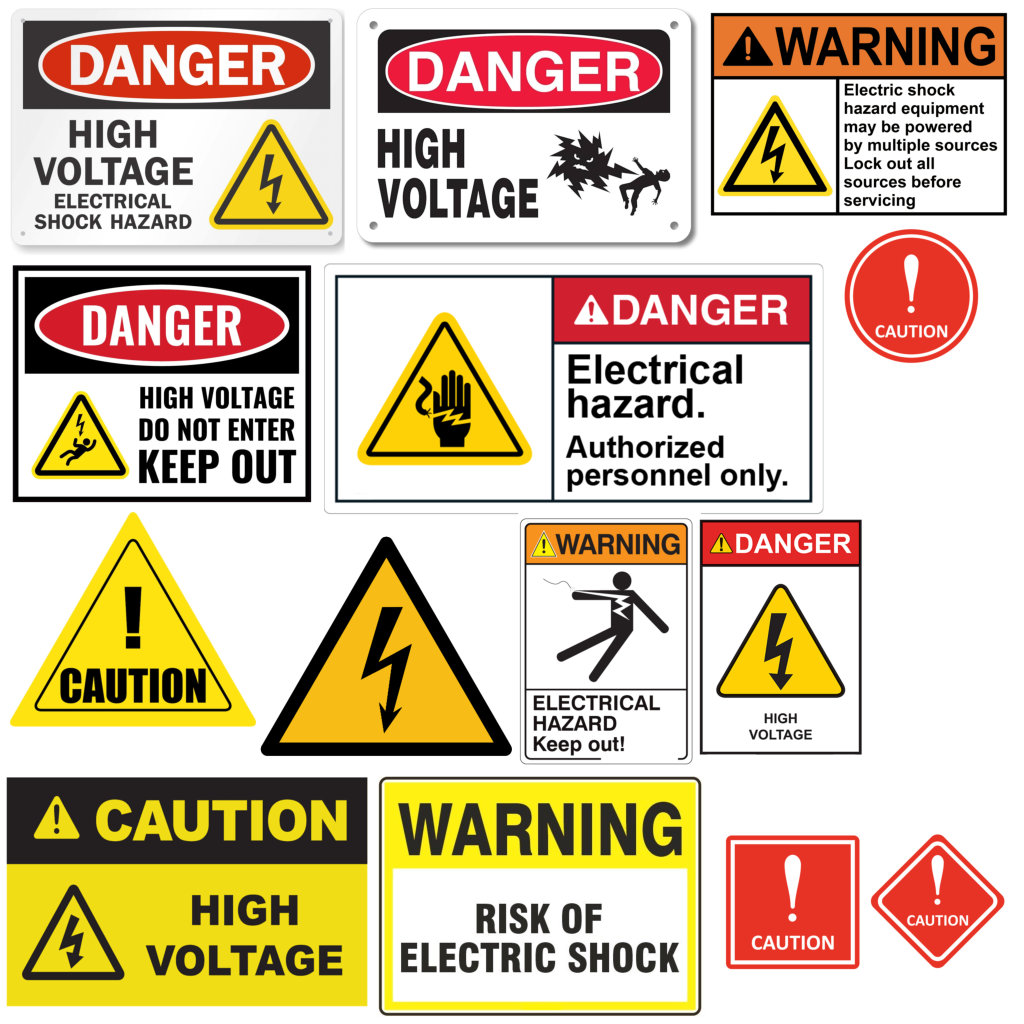 DANGER
HIGH
VOLTAGE
ELECTRICAL
SHOCK HAZARD
DANGER
HIGH
VOLTAGE
WARNING
Electric shock
hazard equipment
may be powered
by multiple sources
Lock out all
sources before
servicing
!
CAUTION
DANGER
HIGH VOLTAGE
DO NOT ENTER
KEEP OUT
DANGER
Electrical
hazard.
Authorized
personnel only.
!
CAUTION
WARNING
ELECTRICAL
HAZARD
Keep out!
DANGER
HIGH
VOLTAGE
CAUTION
HIGH
VOLTAGE
WARNING
RISK OF
ELECTRIC SHOCK
!
CAUTION
!
CAUTION